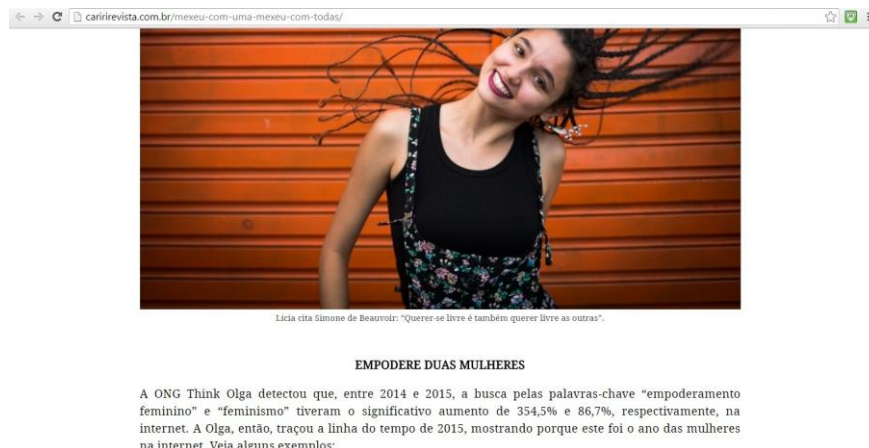 caririrevista.com.br/mexeu-com-uma-mexeu-com-todas/
Lícia cita Simone de Beauvoir: “Querer-se livre é também querer livre as outras”.
EMPODERE DUAS MULHERES
A ONG Think Olga detectou que, entre 2014 e 2015, a busca pelas palavras-chave “empoderamento
feminino” e “feminismo” tiveram o significativo aumento de 354,5% e 86,7%, respectivamente, na
internet. A Olga, então, traçou a linha do tempo de 2015, mostrando porque este foi o ano das mulheres
na internet. Veja alguns exemplos: